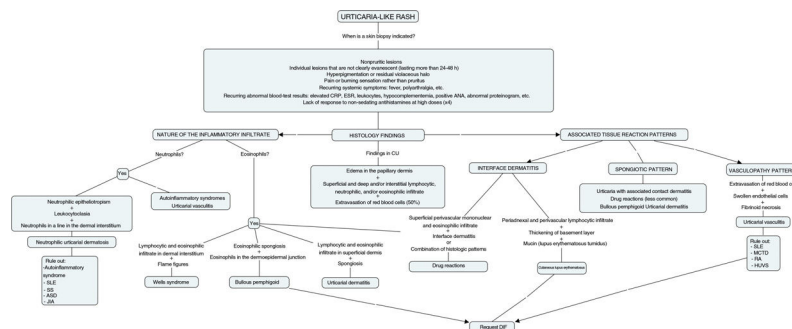 URTICARIA-LIKE RASH
When is a skin biopsy indicated?
Nonpruritic lesions
Individual lesions that are not clearly evanescent (lasting more than 24-48 h)
Hyperpigmentation or residual violaceous halo
Pain or burning sensation rather than pruritus
Recurring systemic symptoms: fever, polyarthralgia, etc.
Recurring abnormal blood-test results: elevated CRP, ESR, leukocytes, hypocomplementemia, positive ANA, abnormal proteinogram, etc.
Lack of response to non-sedating antihistamines at high doses (x4)
NATURE OF THE INFLAMMATORY INFILTRATE
HISTOLOGY FINDINGS
ASSOCIATED TISSUE REACTION PATTERNS
Neutrophils?
Eosinophils?
Findings in CU
Yes
Neutrophilic epitheliotropism
+
Leukocytoclasia
+
Neutrophils in a line in the dermal interstitium
Autoinflammatory syndromes
Urticarial vasculitis
Neutrophilic urticarial dermatosis
Rule out:
-Autoinflammatory
syndrome
- SLE
- SS
- ASD
- JIA
Yes
Lymphocytic and eosinophilic
infiltrate in dermal interstitium
+
Flame figures
Wells syndrome
Eosinophilic spongiosis
+
Eosinophils in the dermoepidermal junction
Bullous pemphigoid
Lymphocytic and eosinophilic
infiltrate in superficial dermis
+
Spongiosis
Urticarial dermatitis
Edema in the papillary dermis
+
Superficial and deep and/or interstitial lymphocytic,
neutrophilic, and/or eosinophilic infiltrate
+
Extravasation of red blood cells (50%)
INTERFACE DERMATITIS
Superficial perivascular mononuclear
and eosinophilic infiltrate
+
Interface dermatitis
or
Combination of histologic patterns
Drug reactions
Periadnexal and perivascular lymphocytic infiltrate
+
Thickening of basement layer
+
Mucin (lupus erythematosus tumidus)
Cutaneous lupus erythematosus
SPONGIOTIC PATTERN
Urticaria with associated contact dermatitis
Drug reactions (less common)
Bullous pemphigoid Urticarial dermatitis
VASCULOPATHY PATTERN
Extravasation of red blood c
+
Swollen endothelial cells
+
Fibrinoid necrosis
Urticarial vasculitis
Rule out:
- SLE
- MCTD
- RA
- HUVS
Request DIF